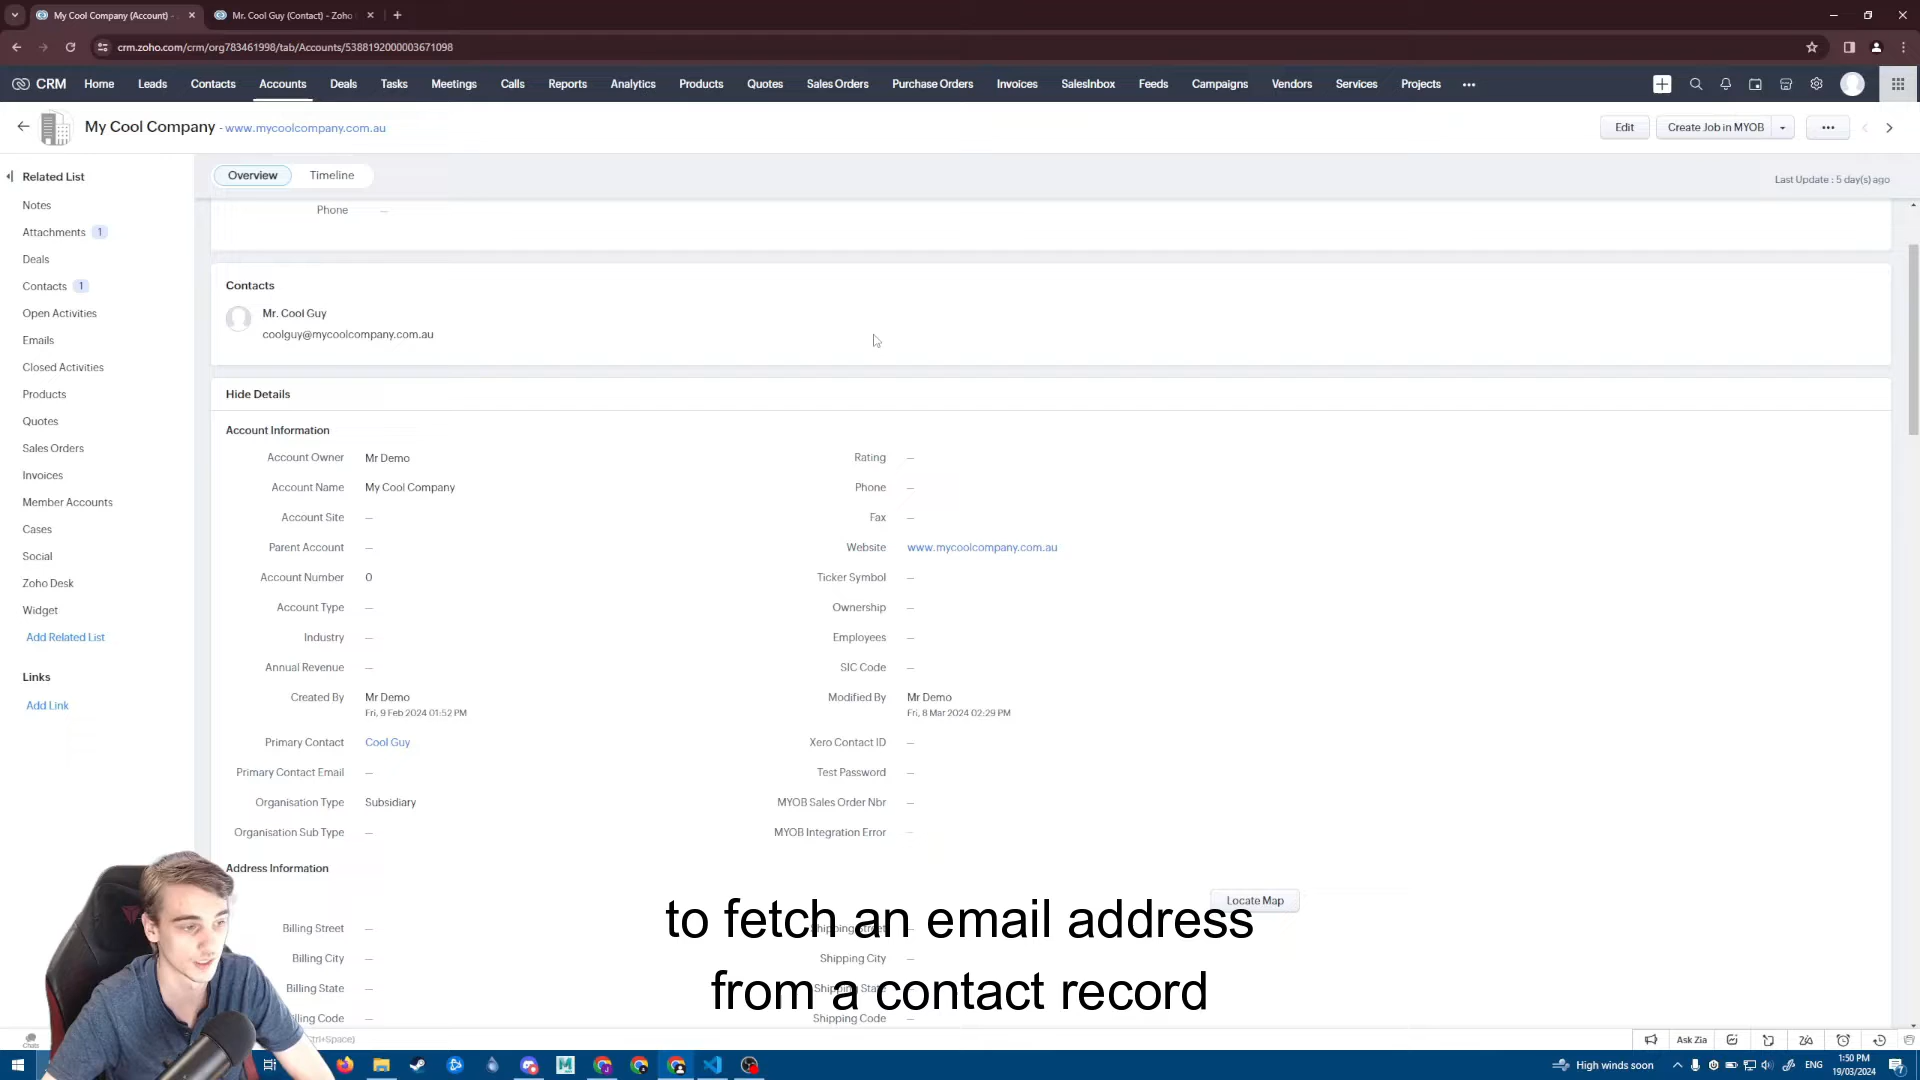 My Cool Company (Account) -
Mr. Cool Guy (Contact) - Zoho
crm.zoho.com/crm/org783461998/tab/Accounts/5388192000003671098
CRM Home Leads Contacts Accounts Deals Tasks Meetings Calls Reports Analytics Products Quotes Sales Orders Purchase Orders Invoices SalesInbox Feeds Campaigns Vendors Services Projects
My Cool Company - www.mycoolcompany.com.au
Edit
Create Job in MYOB
Related List
Notes
Attachments 1
Deals
Contacts 1
Open Activities
Emails
Closed Activities
Products
Quotes
Sales Orders
Invoices
Member Accounts
Cases
Social
Zoho Desk
Widget
Add Related List
Links
Add Link
Overview Timeline
Last Update : 5 day(s) ago
Phone —
Contacts
Mr. Cool Guy
coolguy@mycoolcompany.com.au
Hide Details
Account Information
Account Owner Mr Demo
Rating —
Account Name My Cool Company
Phone —
Account Site —
Fax —
Parent Account —
Website www.mycoolcompany.com.au
Account Number 0
Ticker Symbol —
Account Type —
Ownership —
Industry —
Employees —
Annual Revenue —
SIC Code —
Created By Mr Demo
Fri, 9 Feb 2024 01:52 PM
Modified By Mr Demo
Fri, 8 Mar 2024 02:29 PM
Primary Contact Cool Guy
Xero Contact ID —
Primary Contact Email —
Test Password —
Organisation Type Subsidiary
MYOB Sales Order Nbr —
Organisation Sub Type —
MYOB Integration Error —
Address Information
Locate Map
Billing Street —
Shipping Street —
Billing City —
Shipping City —
Billing State —
Shipping State —
lling Code —
Shipping Code —
to fetch an email address
from a contact record
Chats
trl+Space)
Ask Zia
High winds soon
ENG
1:50 PM
19/03/2024